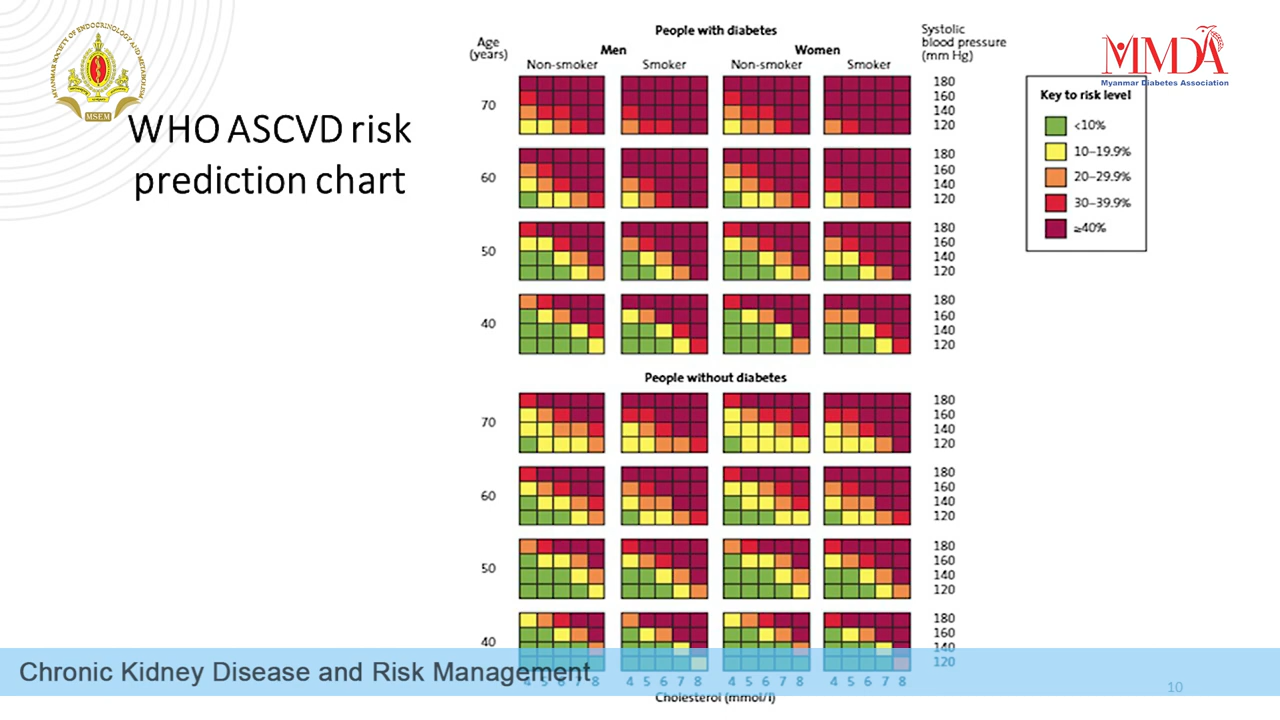 MYANMAR SOCIETY OF ENDOCRINOLOGY AND METABOLISM
MSEM
WHO ASCVD risk
prediction chart
MMDA
Myanmar Diabetes Association
People with diabetes
Age
(years)
Men
Women
Systolic
blood pressure
(mm Hg)
Non-smoker
Smoker
Non-smoker
Smoker
70
180
160
140
120
60
180
160
140
120
50
180
160
140
120
40
180
160
140
120
People without diabetes
70
180
160
140
120
60
180
160
140
120
50
180
160
140
120
40
180
160
140
120
4 5 6 7 8
4 5 6 7 8
4 5 6 7 8
4 5 6 7 8
Cholesterol (mmol/l)
Key to risk level
<10%
10–19.9%
20–29.9%
30–39.9%
≥40%
Chronic Kidney Disease and Risk Management
10